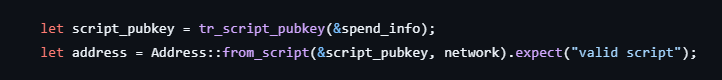 let script_pubkey = tr_script_pubkey(&spend_info);
let address = Address::from_script(&script_pubkey, network).expect("valid script");